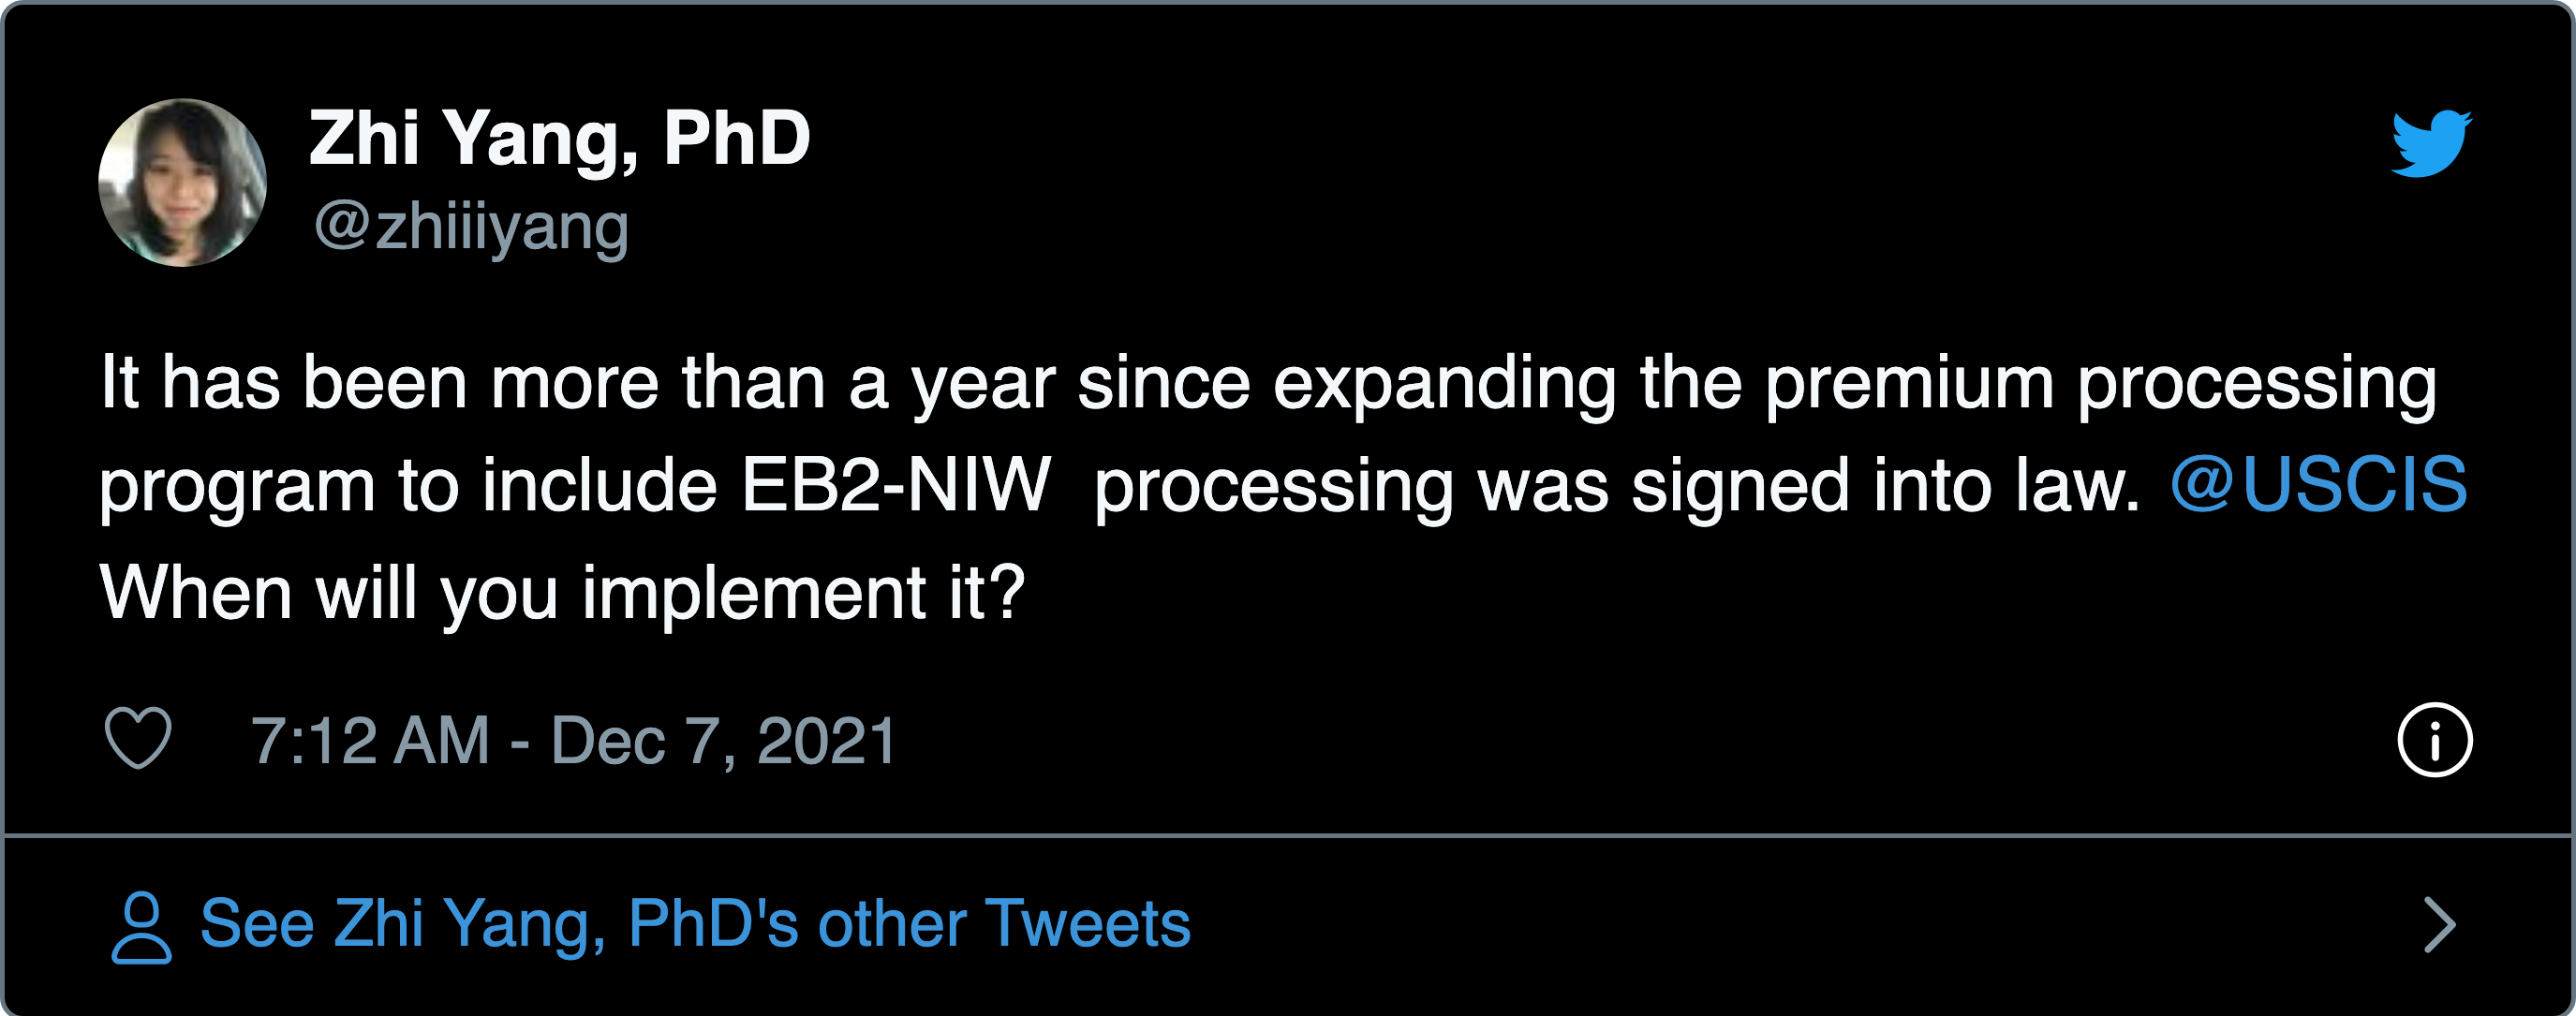 Zhi Yang, PhD
@zhiiiyang
It has been more than a year since expanding the premium processing
program to include EB2-NIW  processing was signed into law. @USCIS
When will you implement it?
7:12 AM - Dec 7, 2021
See Zhi Yang, PhD's other Tweets